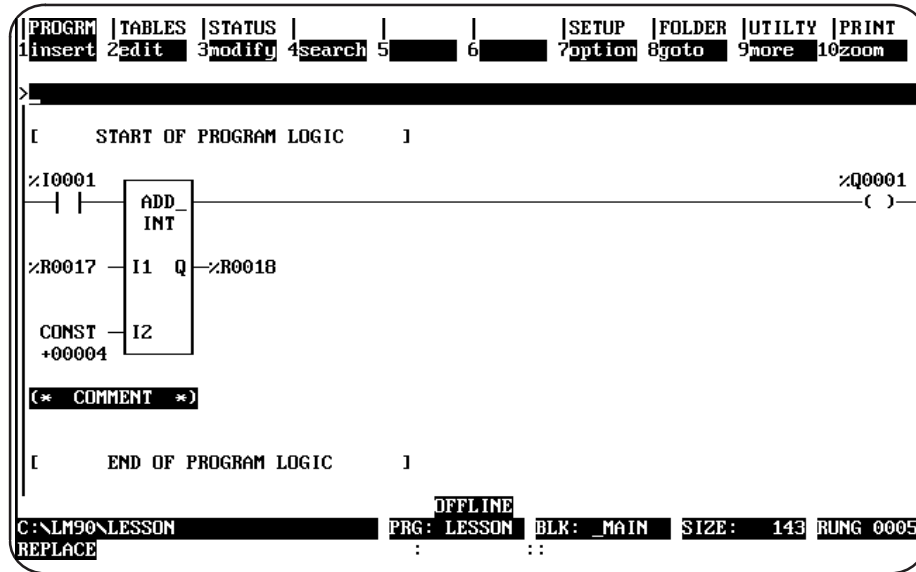 |PROGRM |TABLES |STATUS | | | |SETUP |FOLDER |UTILTY |PRINT
1insert 2edit 3modify 4search 5 6 7option 8goto 9more 10zoom
>_
[ START OF PROGRAM LOGIC ]
%I0001 %Q0001
ADD_ ( )
INT
%R0017 I1 Q %R0018
CONST I2
+00004
(* COMMENT *)
[ END OF PROGRAM LOGIC ]
OFFLINE
C:\LM90\LESSON PRG: LESSON BLK: _MAIN SIZE: 143 RUNG 0005
REPLACE : ::